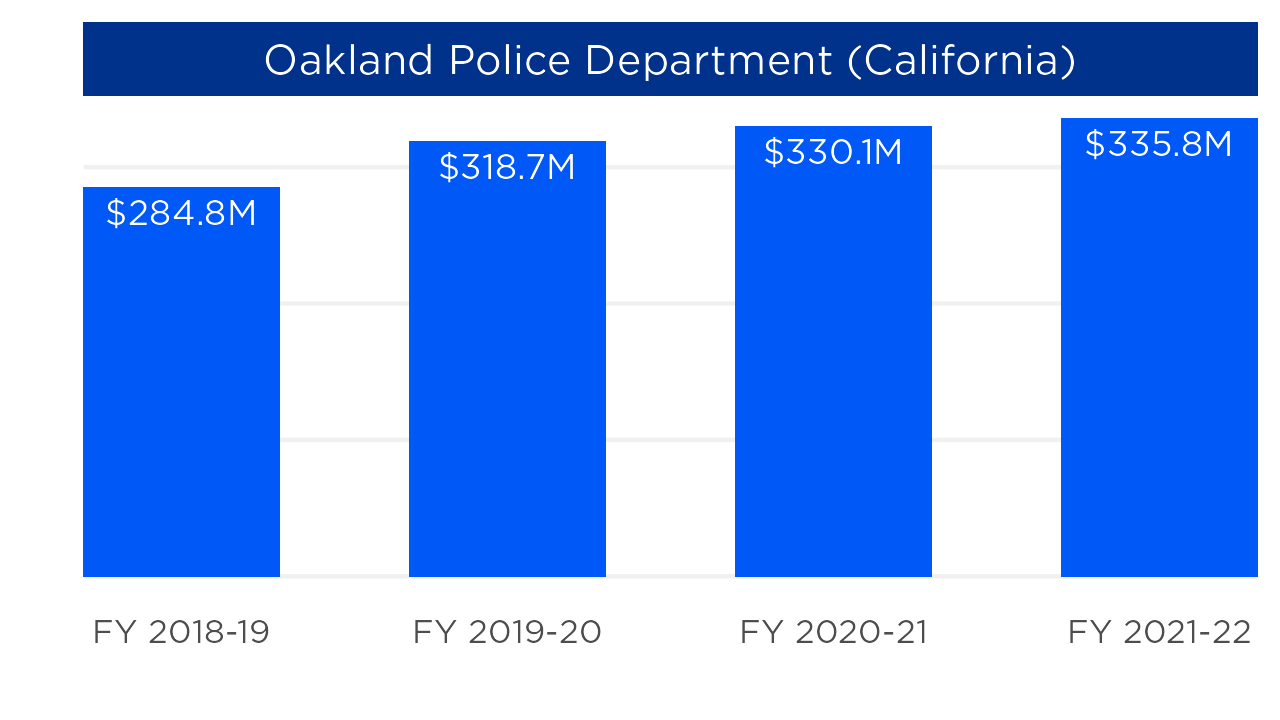 Oakland Police Department (California)
$284.8M
$318.7M
$330.1M
$335.8M
FY 2018-19
FY 2019-20
FY 2020-21
FY 2021-22